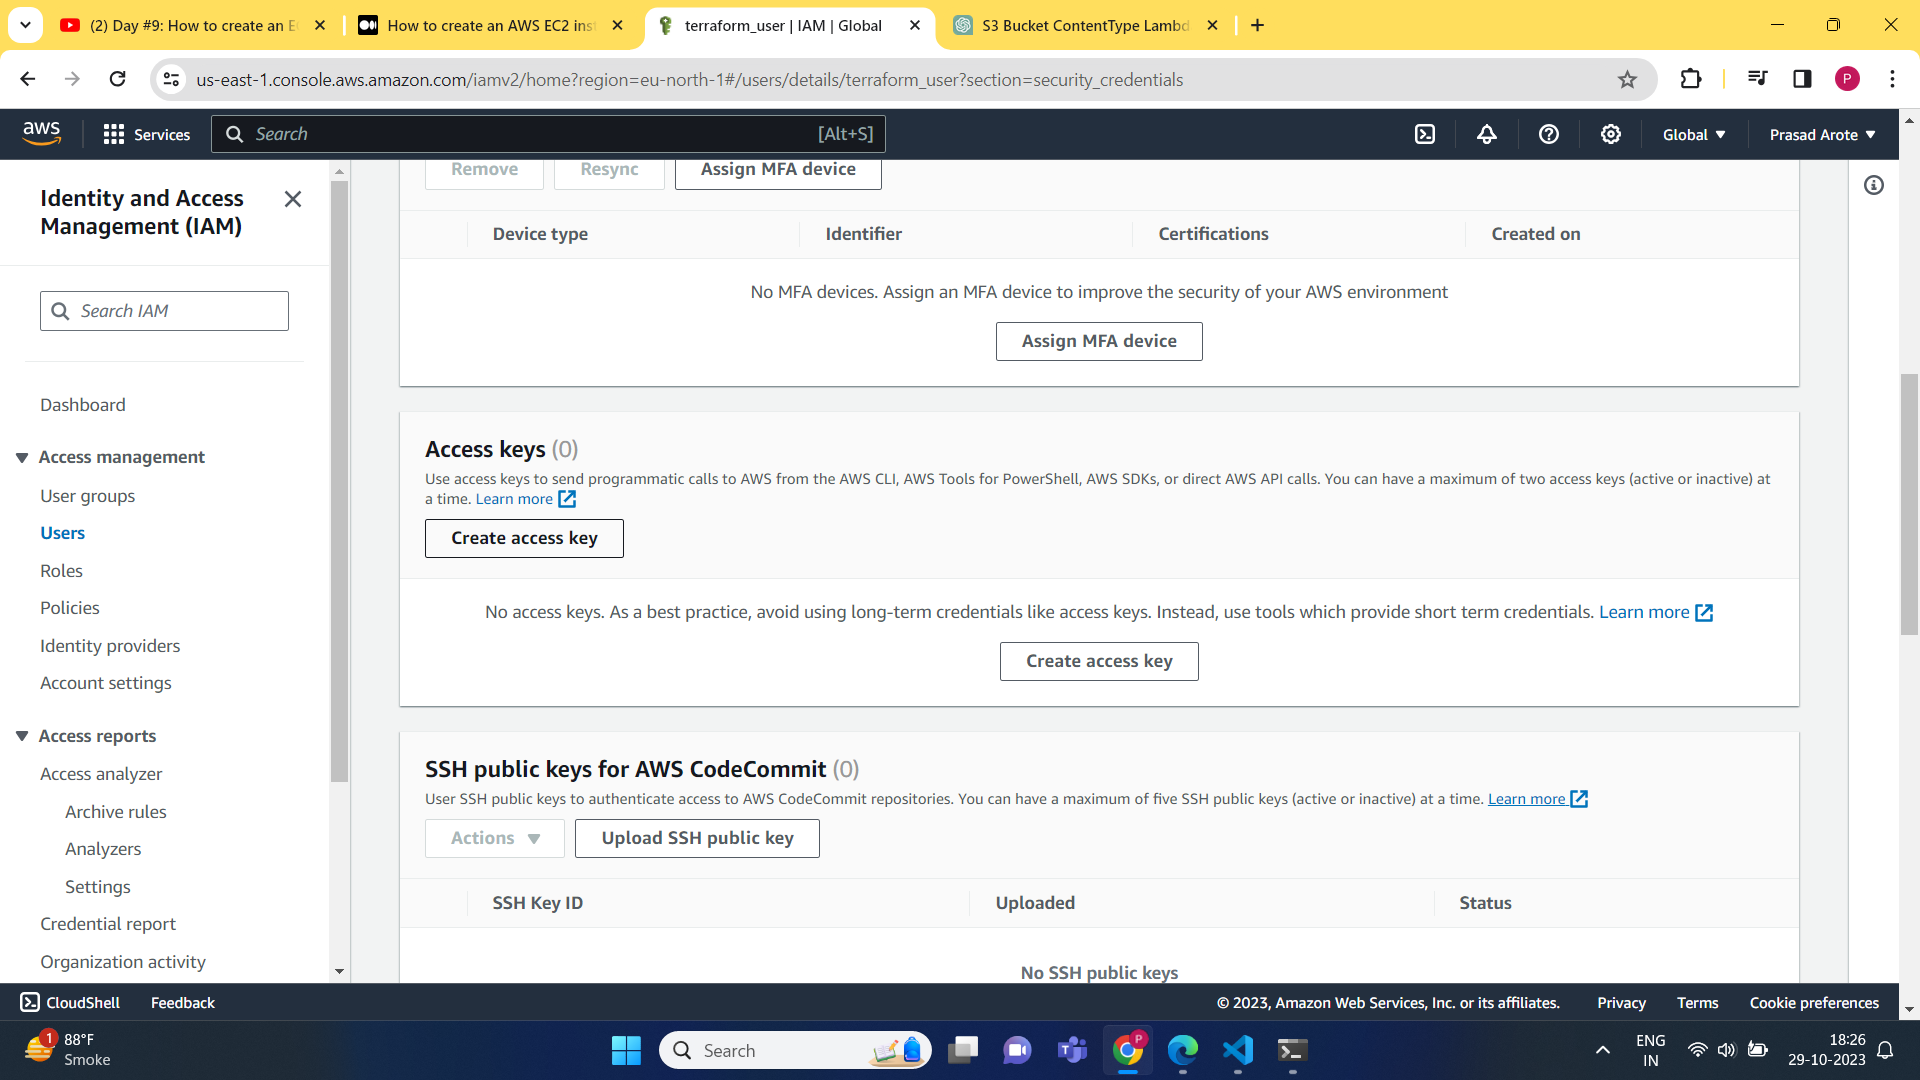 (2) Day #9: How to create an E
How to create an AWS EC2 inst
terraform_user | IAM | Global
S3 Bucket ContentType Lambd
us-east-1.console.aws.amazon.com/iamv2/home?region=eu-north-1#/users/details/terraform_user?section=security_credentials
P
aws
Services
Search
[Alt+S]
Global
Prasad Arote
Identity and Access
Management (IAM)
Search IAM
Dashboard
Access management
User groups
Users
Roles
Policies
Identity providers
Account settings
Access reports
Access analyzer
Archive rules
Analyzers
Settings
Credential report
Organization activity
Remove
Resync
Assign MFA device
Device type
Identifier
Certifications
Created on
No MFA devices. Assign an MFA device to improve the security of your AWS environment
Assign MFA device
Access keys (0)
Use access keys to send programmatic calls to AWS from the AWS CLI, AWS Tools for PowerShell, AWS SDKs, or direct AWS API calls. You can have a maximum of two access keys (active or inactive) at
a time. Learn more
Create access key
No access keys. As a best practice, avoid using long-term credentials like access keys. Instead, use tools which provide short term credentials. Learn more
Create access key
SSH public keys for AWS CodeCommit (0)
User SSH public keys to authenticate access to AWS CodeCommit repositories. You can have a maximum of five SSH public keys (active or inactive) at a time. Learn more
Actions
Upload SSH public key
SSH Key ID
Uploaded
Status
No SSH public keys
CloudShell
Feedback
© 2023, Amazon Web Services, Inc. or its affiliates.
Privacy
Terms
Cookie preferences
1
88°F
Smoke
Search
P
ENG
IN
18:26
29-10-2023